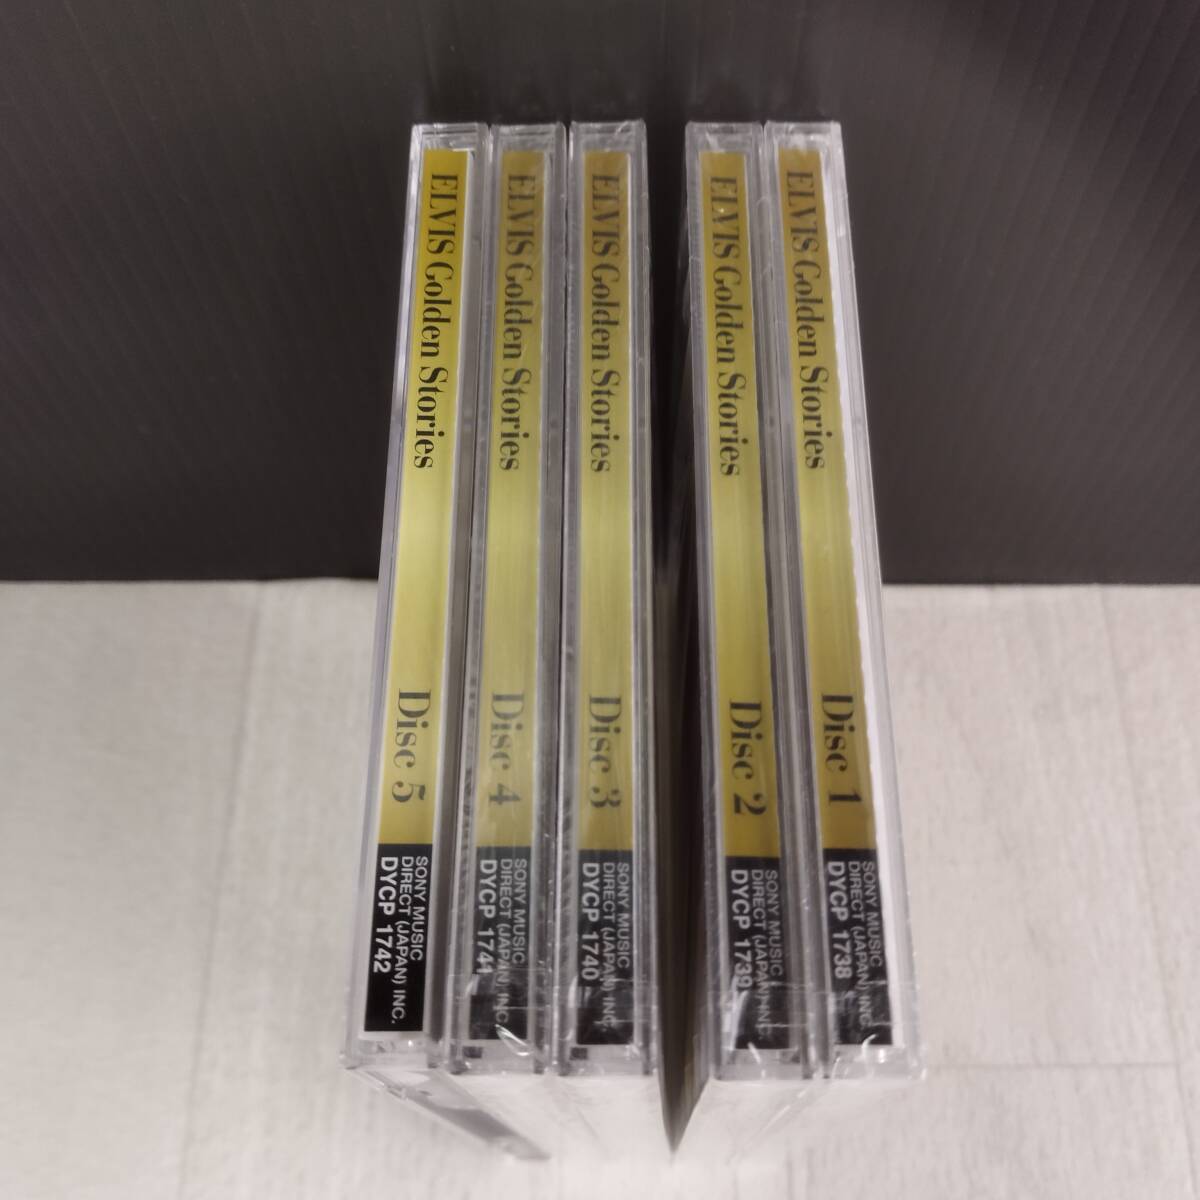 ELVIS Golden Stories
Disc 5
SONY MUSIC
DIRECT (JAPAN) INC.
DYCP 1742
ELVIS Golden Stories
Disc 4
SONY MUSIC
DIRECT (JAPAN) INC.
DYCP 1741
ELVIS Golden Stories
Disc 3
SONY MUSIC
DIRECT (JAPAN) INC.
DYCP 1740
ELVIS Golden Stories
Disc 2
SONY MUSIC
DIRECT (JAPAN) INC.
DYCP 1739
ELVIS Golden Stories
Disc 1
SONY MUSIC
DIRECT (JAPAN) INC.
DYCP 1738